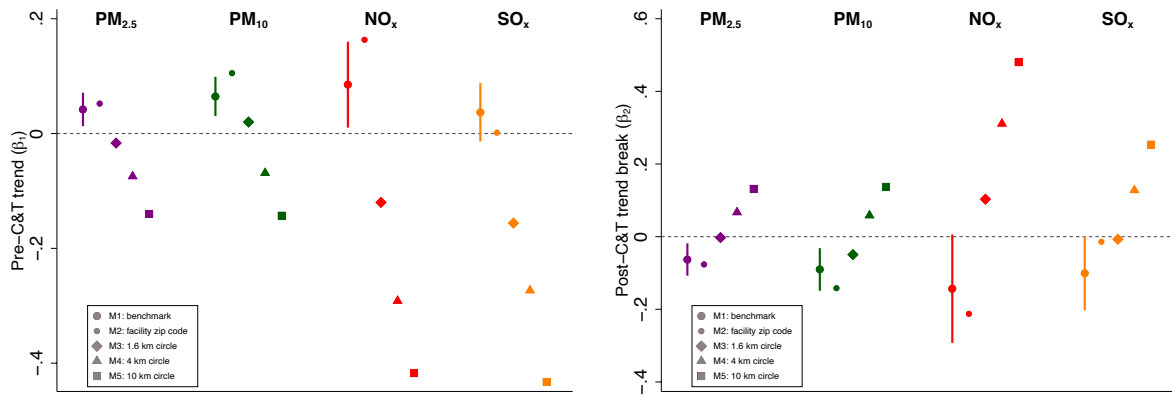 PM2.5 PM10 NOx SOx
.2
0
−.2
−.4
Pre−C&T trend (β1)
M1: benchmark
M2: facility zip code
M3: 1.6 km circle
M4: 4 km circle
M5: 10 km circle
PM2.5 PM10 NOx SOx
.6
.4
0.2
0
−.2
−.4
Post−C&T trend break (β2)
M1: benchmark
M2: facility zip code
M3: 1.6 km circle
M4: 4 km circle
M5: 10 km circle